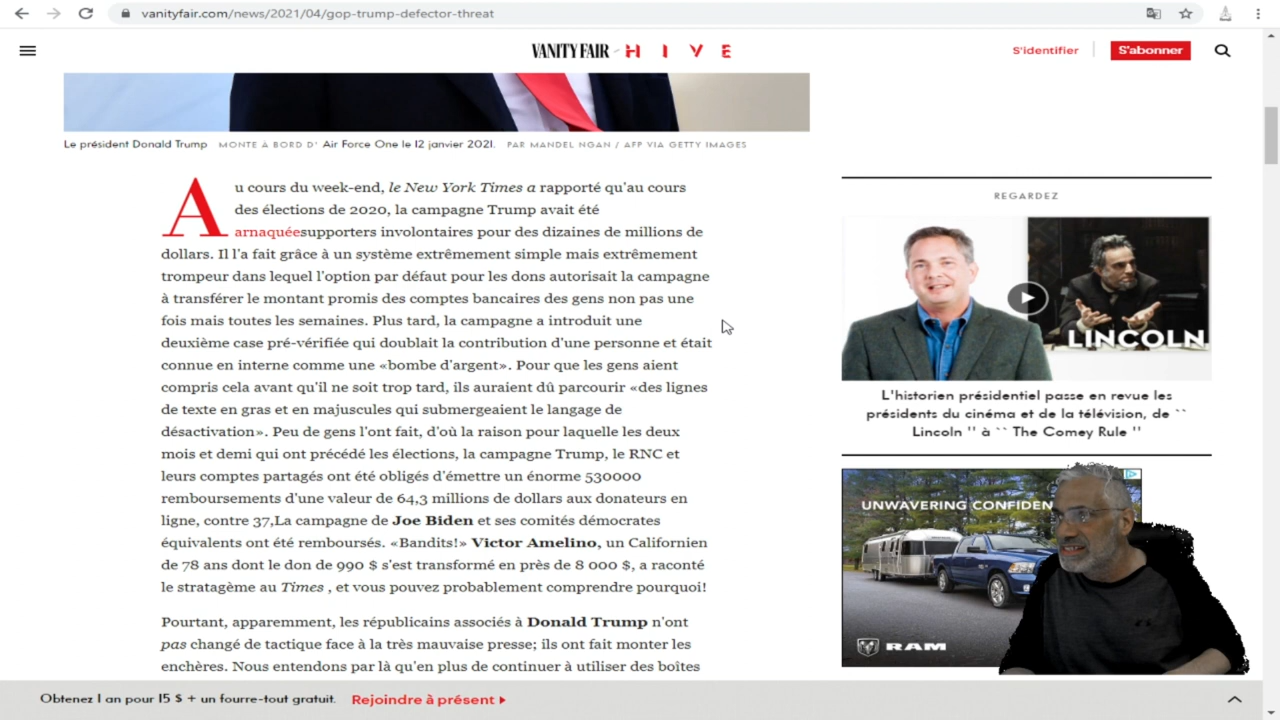 vanityfair.com/news/2021/04/gop-trump-defector-threat
VANITY FAIR HIVE
S'identifier
S'abonner
Le président Donald Trump MONTE À BORD D' Air Force One le 12 janvier 2021. PAR MANDEL NGAN / AFP VIA GETTY IMAGES
Au cours du week-end, le New York Times a rapporté qu'au cours
des élections de 2020, la campagne Trump avait été
arnaquéesupporters involontaires pour des dizaines de millions de
dollars. Il l'a fait grâce à un système extrêmement simple mais extrêmement
trompeur dans lequel l'option par défaut pour les dons autorisait la campagne
à transférer le montant promis des comptes bancaires des gens non pas une
fois mais toutes les semaines. Plus tard, la campagne a introduit une
deuxième case pré-vérifiée qui doublait la contribution d'une personne et était
connue en interne comme une «bombe d'argent». Pour que les gens aient
compris cela avant qu'il ne soit trop tard, ils auraient dû parcourir «des lignes
de texte en gras et en majuscules qui submergeaient le langage de
désactivation». Peu de gens l'ont fait, d'où la raison pour laquelle les deux
mois et demi qui ont précédé les élections, la campagne Trump, le RNC et
leurs comptes partagés ont été obligés d'émettre un énorme 530000
remboursements d'une valeur de 64,3 millions de dollars aux donateurs en
ligne, contre 37,La campagne de Joe Biden et ses comités démocrates
équivalents ont été remboursés. «Bandits!» Victor Amelino, un Californien
de 78 ans dont le don de 990 $ s'est transformé en près de 8 000 $, a raconté
le stratagème au Times , et vous pouvez probablement comprendre pourquoi!
Pourtant, apparemment, les républicains associés à Donald Trump n'ont
pas changé de tactique face à la très mauvaise presse; ils ont fait monter les
enchères. Nous entendons par là qu'en plus de continuer à utiliser des boîtes
REGARDEZ
LINCOLN
L'historien présidentiel passe en revue les
présidents du cinéma et de la télévision, de ``
Lincoln '' à `` The Comey Rule ''
UNWAVERING CONFIDEN
RAM
Obtenez 1 an pour 15 $ + un fourre-tout gratuit. Rejoindre à présent